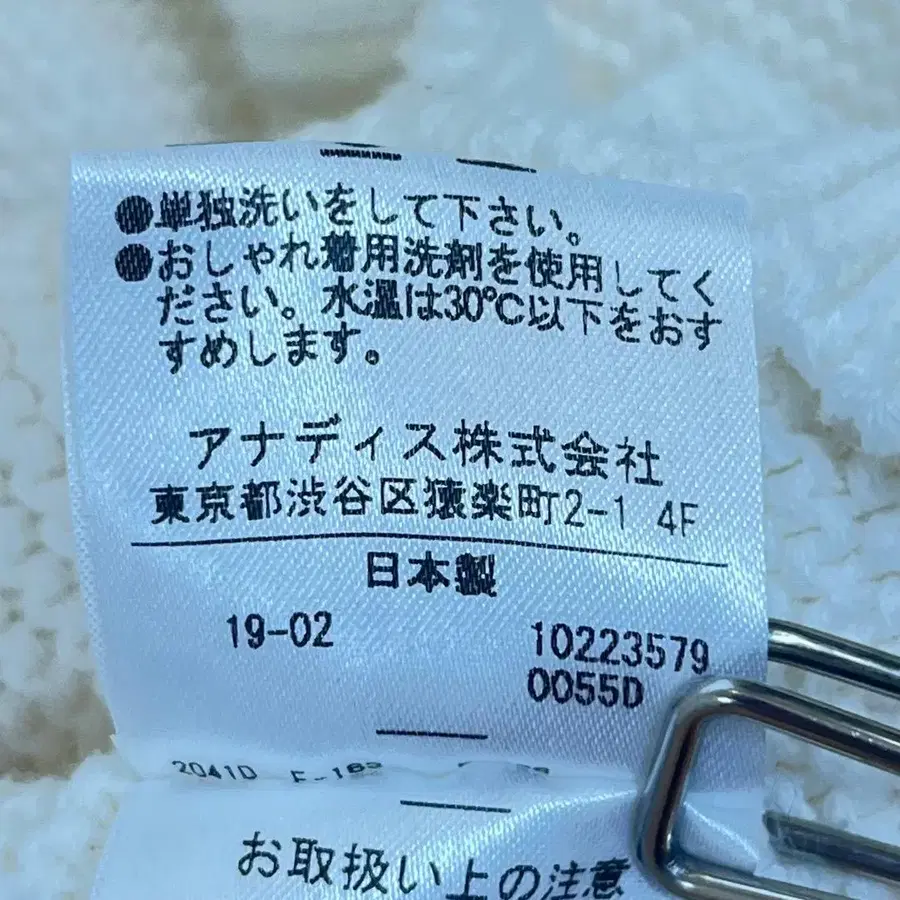 ●単独洗いをして下さい。
●おしゃれ着用洗剤を使用してく
ださい。水温は30℃以下をおす
すめします。
アナディス株式会社
東京都渋谷区猿楽町2-1 4F
日本製
19-02
102235790
0055D
2041D
お取扱い上の注意